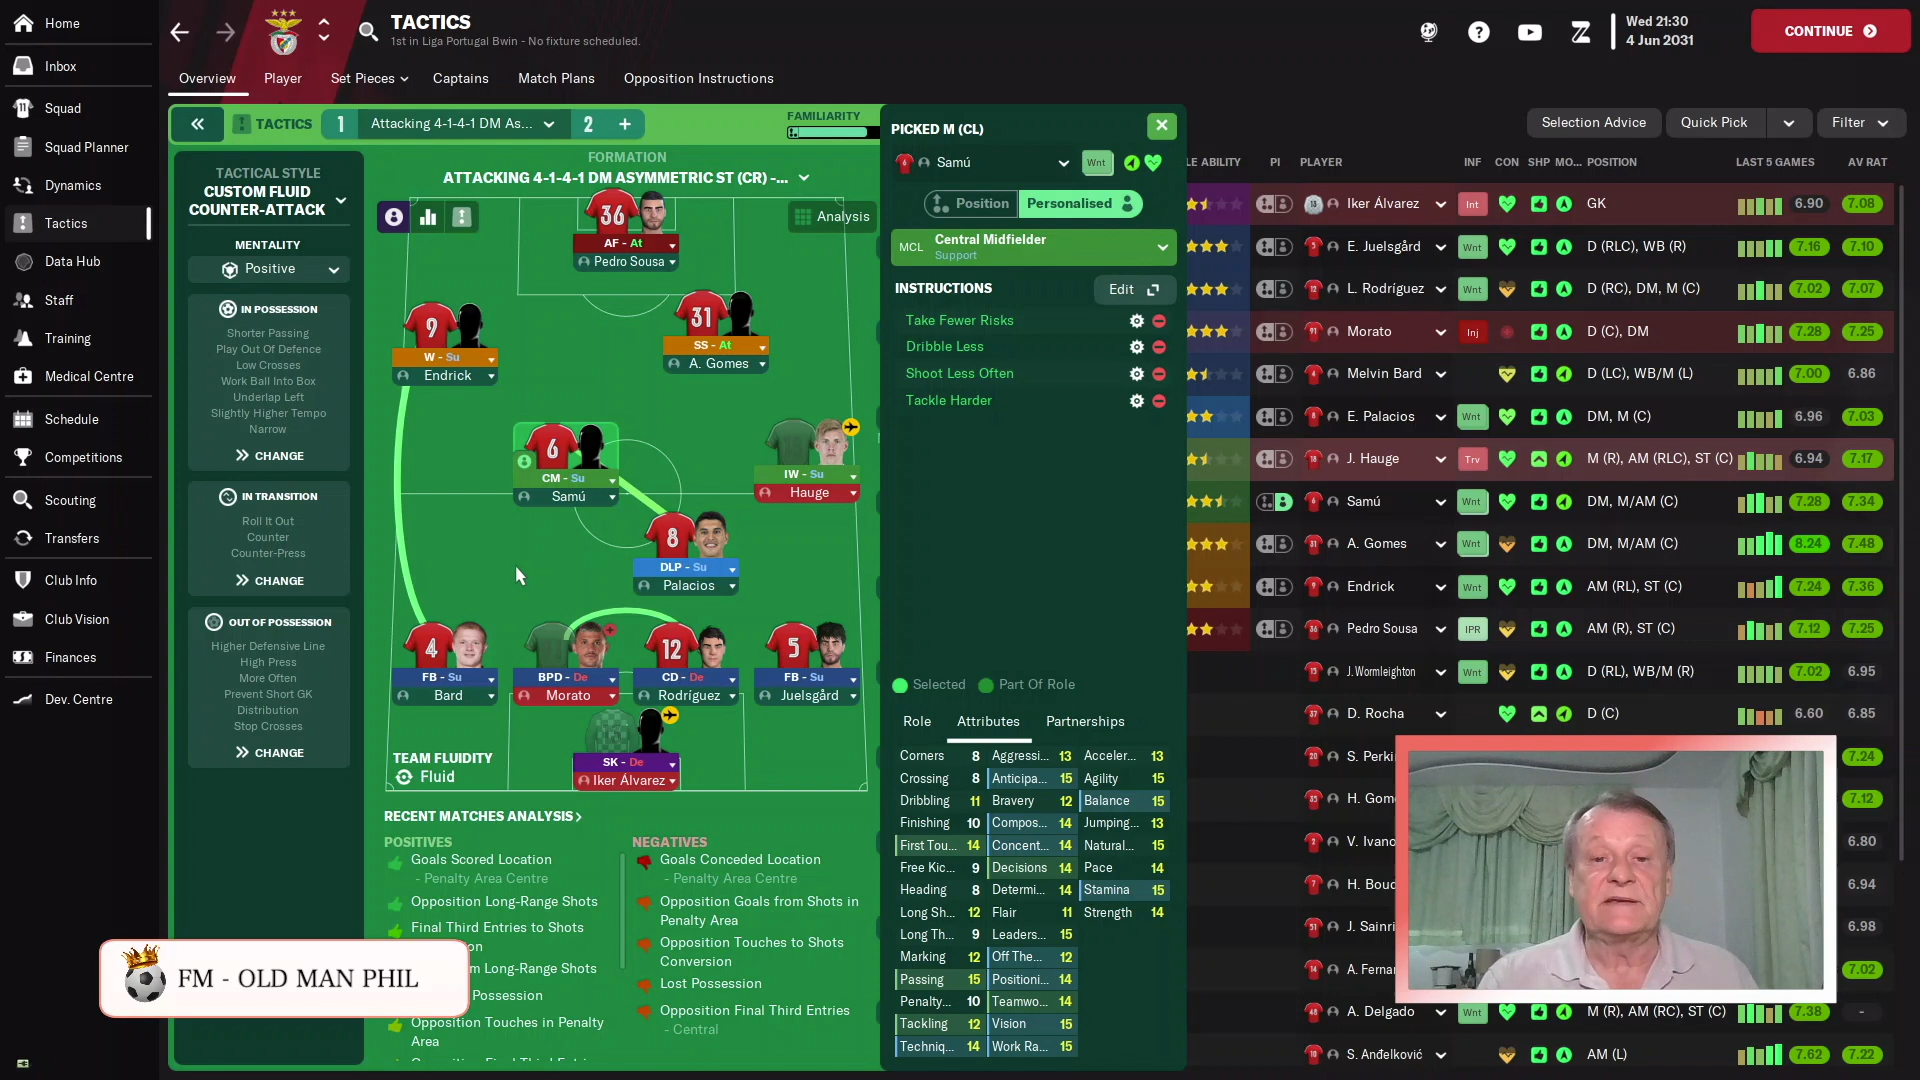 Home
Inbox
Squad
Squad Planner
Dynamics
Tactics
Data Hub
Staff
Training
Medical Centre
Schedule
Competitions
Scouting
Transfers
Club Info
Club Vision
Finances
Dev. Centre
TACTICS
1st in Liga Portugal Bwin - No fixture scheduled.
Wed 21:30
4 Jun 2031
CONTINUE
Overview
Player
Set Pieces
Captains
Match Plans
Opposition Instructions
TACTICS
1
Attacking 4-1-4-1 DM As...
2
FAMILIARITY
TACTICAL STYLE
CUSTOM FLUID
COUNTER-ATTACK
MENTALITY
Positive
IN POSSESSION
Shorter Passing
Play Out Of Defence
Low Crosses
Work Ball Into Box
Underlap Left
Slightly Higher Tempo
Narrow
CHANGE
IN TRANSITION
Roll It Out
Counter
Counter-Press
CHANGE
OUT OF POSSESSION
Higher Defensive Line
High Press
More Often
Prevent Short GK
Distribution
Stop Crosses
CHANGE
FORMATION
ATTACKING 4-1-4-1 DM ASYMMETRIC ST (CR) -...
Analysis
36
AF - At
Pedro Sousa
9
W - Su
Endrick
31
SS - At
A. Gomes
6
CM - Su
Samú
IW - Su
Hauge
8
DLP - Su
Palacios
4
FB - Su
Bard
BPD - De
Morato
12
CD - De
Rodríguez
5
FB - Su
Juelsgård
SK - De
Iker Álvarez
TEAM FLUIDITY
Fluid
RECENT MATCHES ANALYSIS
POSITIVES
Goals Scored Location
- Penalty Area Centre
Opposition Long-Range Shots
Final Third Entries to Shots
Long-Range Shots
Possession
Opposition Touches in Penalty
Area
NEGATIVES
Goals Conceded Location
- Penalty Area Centre
Opposition Goals from Shots in
Penalty Area
Opposition Touches to Shots
Conversion
Lost Possession
Opposition Final Third Entries
- Central
FM - OLD MAN PHIL
PICKED M (CL)
6 Samú Wnt
Position
Personalised
MCL
Central Midfielder
Support
INSTRUCTIONS
Edit
Take Fewer Risks
Dribble Less
Shoot Less Often
Tackle Harder
Selected
Part Of Role
Role
Attributes
Partnerships
Corners 8 Aggressi... 13 Acceler... 13
Crossing 8 Anticipa... 15 Agility 15
Dribbling 11 Bravery 12 Balance 15
Finishing 10 Compos... 14 Jumping... 13
First Tou... 14 Concent... 14 Natural... 15
Free Kic... 9 Decisions 14 Pace 14
Heading 8 Determi... 14 Stamina 15
Long Sh... 12 Flair 11 Strength 14
Long Th... 9 Leaders... 15
Marking 12 Off The... 12
Passing 15 Positioni... 14
Penalty... 10 Teamwo... 14
Tackling 12 Vision 15
Techniq... 14 Work Ra... 15
Selection Advice
Quick Pick
Filter
LE ABILITY PI PLAYER INF CON SHP MO... POSITION LAST 5 GAMES AV RAT
Iker Álvarez Int GK 6.90 7.08
E. Juelsgård Wnt D (RLC), WB (R) 7.16 7.10
L. Rodríguez Wnt D (RC), DM, M (C) 7.02 7.07
Morato Inj D (C), DM 7.28 7.25
Melvin Bard D (LC), WB/M (L) 7.00 6.86
E. Palacios Wnt DM, M (C) 6.96 7.03
J. Hauge Trv M (R), AM (RLC), ST (C) 6.94 7.17
Samú Wnt DM, M/AM (C) 7.28 7.34
A. Gomes Wnt DM, M/AM (C) 8.24 7.48
Endrick Wnt AM (RL), ST (C) 7.24 7.36
Pedro Sousa IPR AM (R), ST (C) 7.12 7.25
J. Wormleighton Wnt D (RL), WB/M (R) 7.02 6.95
D. Rocha D (C) 6.60 6.85
S. Perki 7.24
H. Gom 7.12
V. Ivano 6.80
H. Boud 6.94
J. Sainri 6.98
A. Fernar 7.02
A. Delgado Wnt M (R), AM (RC), ST (C) 7.38 -
S. Anđelković AM (L) 7.62 7.22